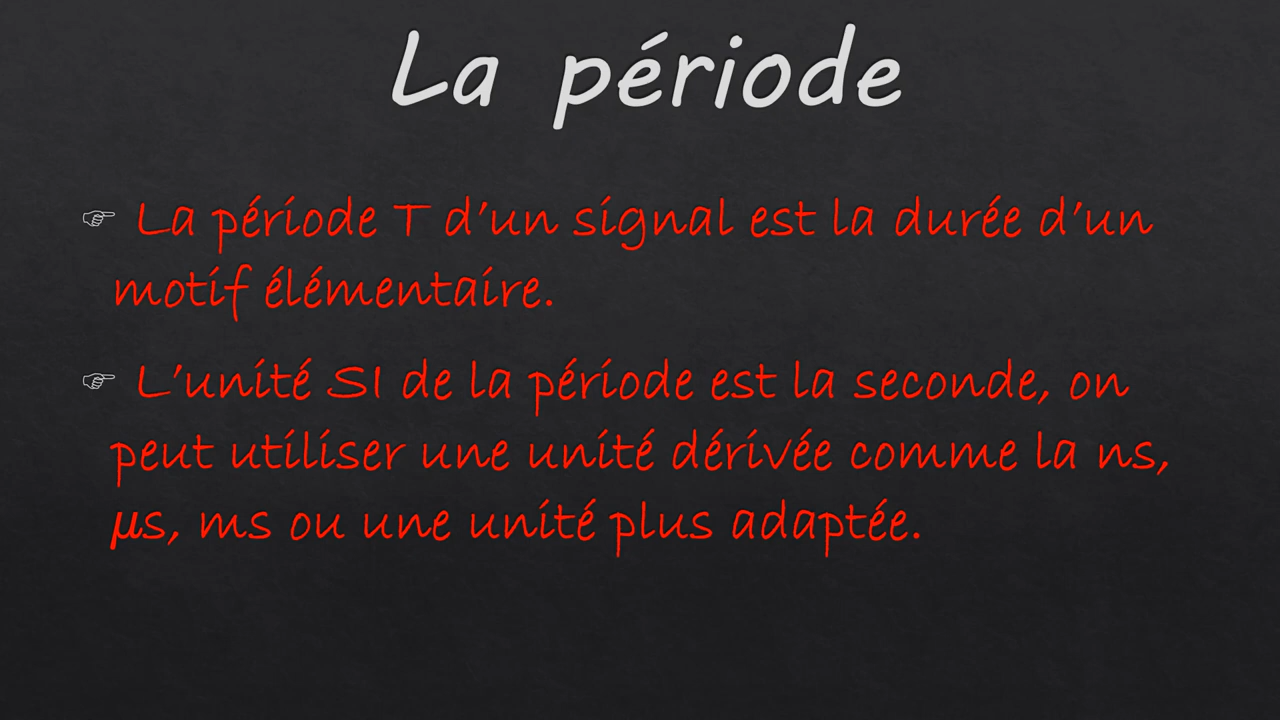 La période
☞ La période T d’un signal est la durée d’un
motif élémentaire.
☞ L’unité SI de la période est la seconde, on
peut utiliser une unité dérivée comme la ns,
µs, ms ou une unité plus adaptée.